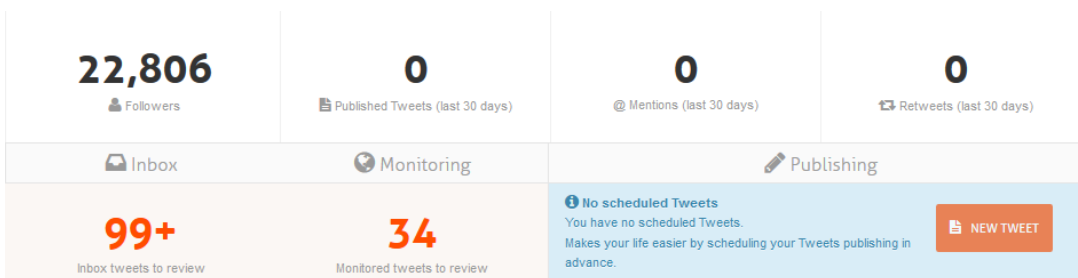 22,806
Followers
0
Published Tweets (last 30 days)
0
@ Mentions (last 30 days)
0
Retweets (last 30 days)
Inbox
Monitoring
Publishing
99+
Inbox tweets to review
34
Monitored tweets to review
No scheduled Tweets
You have no scheduled Tweets.
Makes your life easier by scheduling your Tweets publishing in
advance.
NEW TWEET